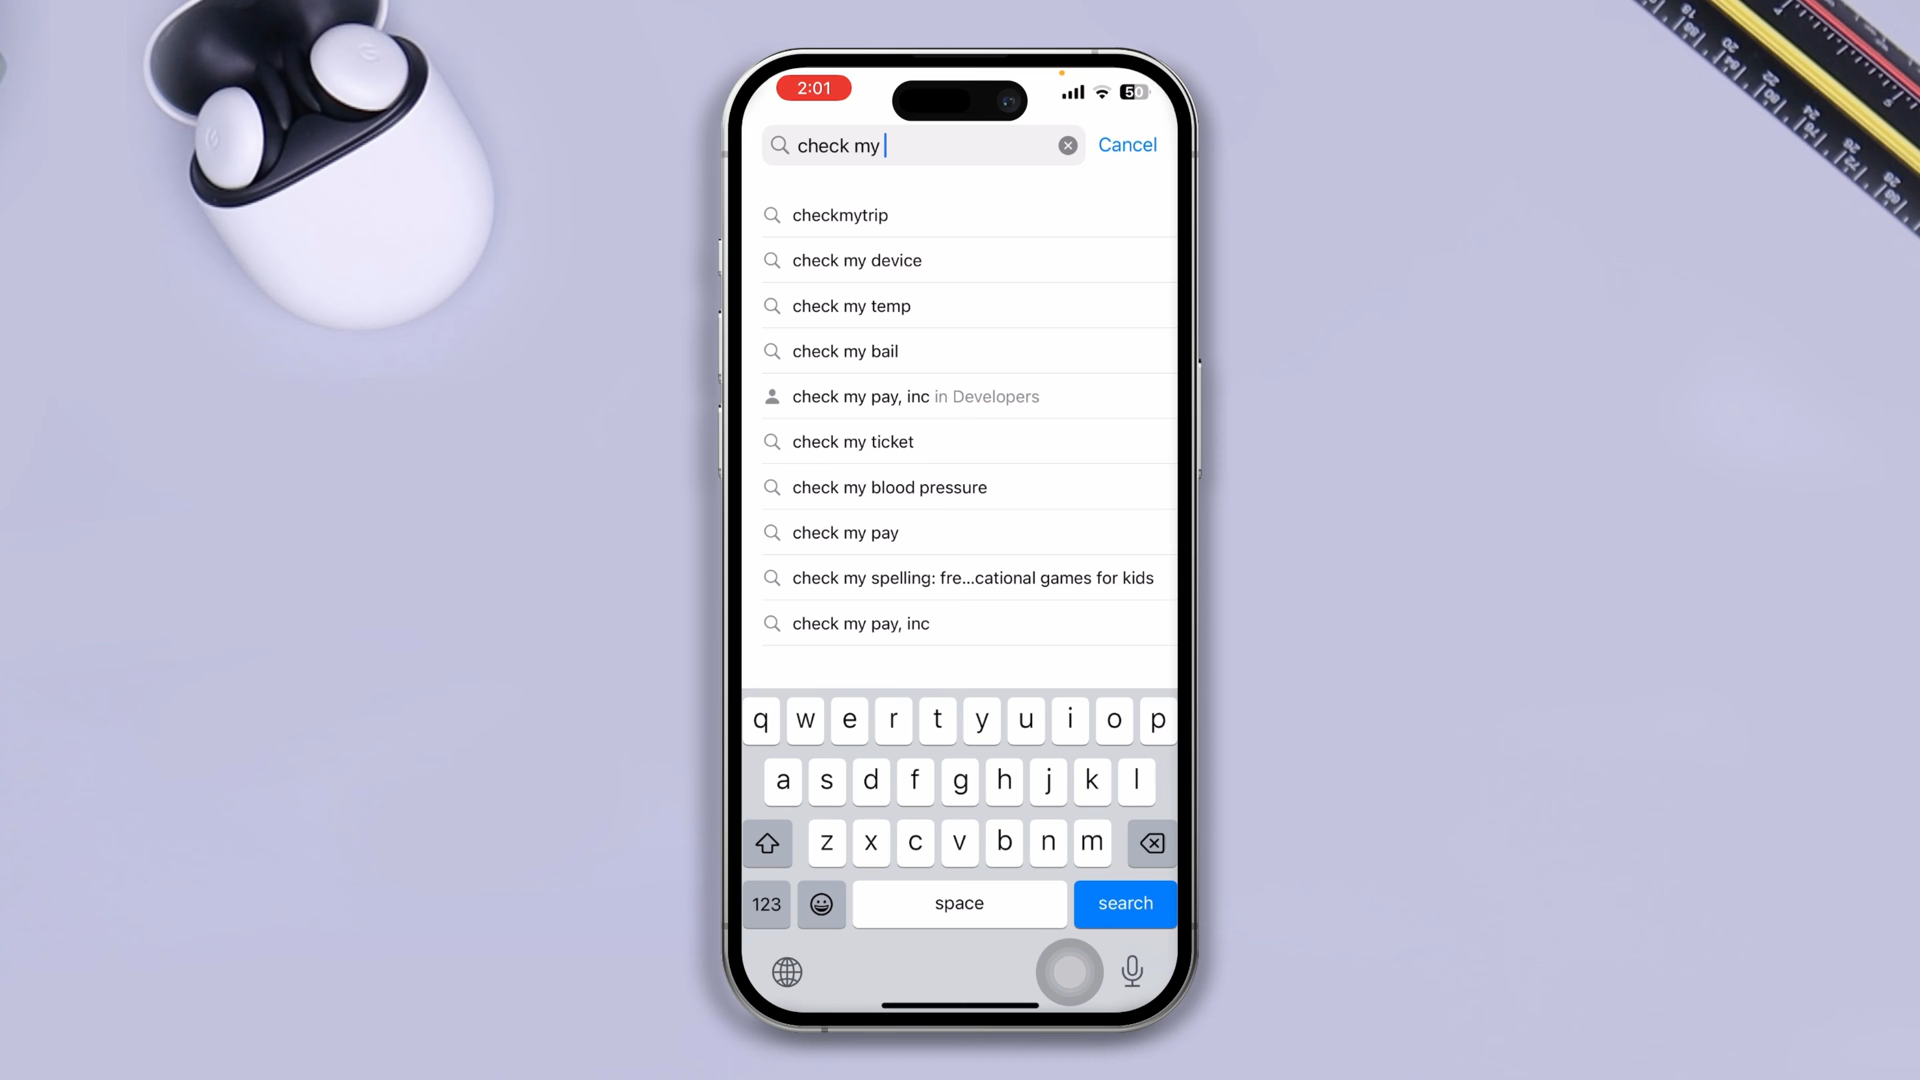 2:01
50
check my
Cancel
checkmytrip
check my device
check my temp
check my bail
check my pay, inc in Developers
check my ticket
check my blood pressure
check my pay
check my spelling: fre...cational games for kids
check my pay, inc
q w e r t y u i o p
a s d f g h j k l
z x c v b n m
123
space
search